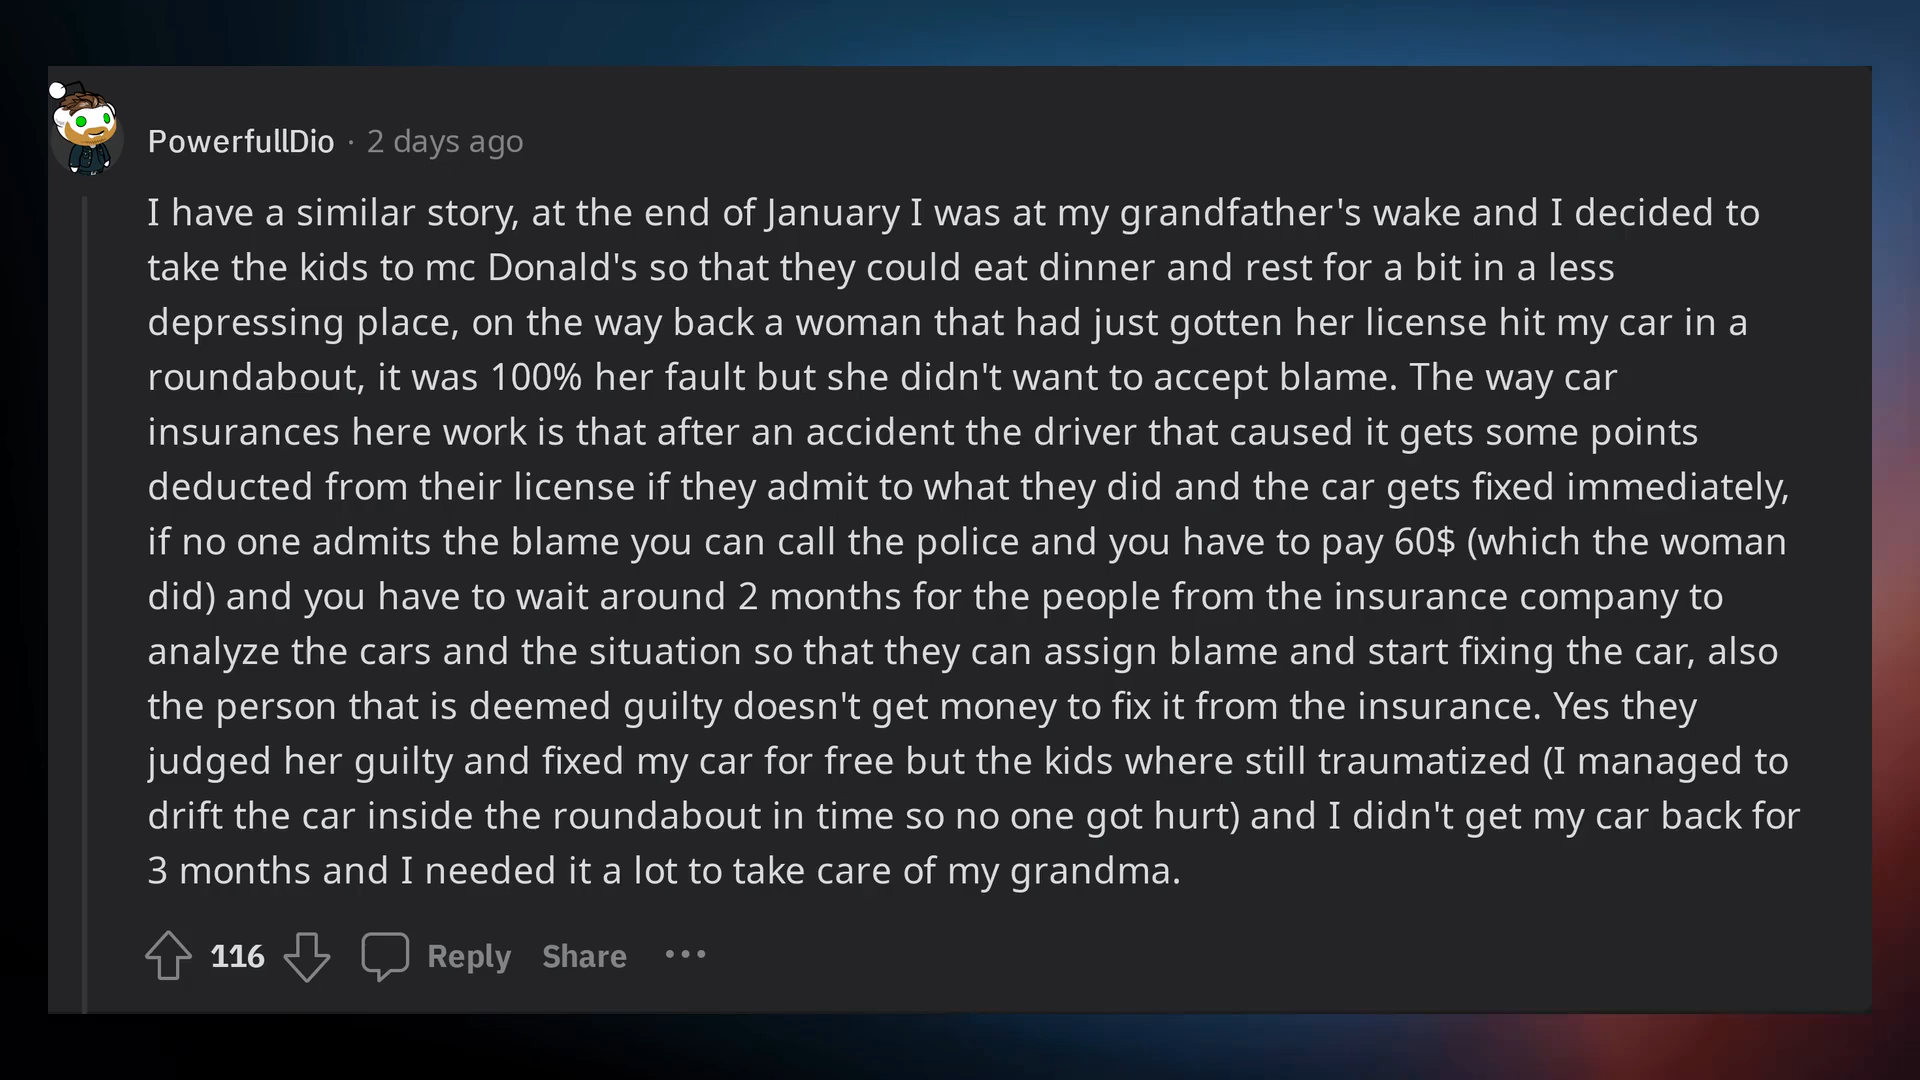 PowerfullDio · 2 days ago
I have a similar story, at the end of January I was at my grandfather's wake and I decided to
take the kids to mc Donald's so that they could eat dinner and rest for a bit in a less
depressing place, on the way back a woman that had just gotten her license hit my car in a
roundabout, it was 100% her fault but she didn't want to accept blame. The way car
insurances here work is that after an accident the driver that caused it gets some points
deducted from their license if they admit to what they did and the car gets fixed immediately,
if no one admits the blame you can call the police and you have to pay 60$ (which the woman
did) and you have to wait around 2 months for the people from the insurance company to
analyze the cars and the situation so that they can assign blame and start fixing the car, also
the person that is deemed guilty doesn't get money to fix it from the insurance. Yes they
judged her guilty and fixed my car for free but the kids where still traumatized (I managed to
drift the car inside the roundabout in time so no one got hurt) and I didn't get my car back for
3 months and I needed it a lot to take care of my grandma.
116 Reply Share ···